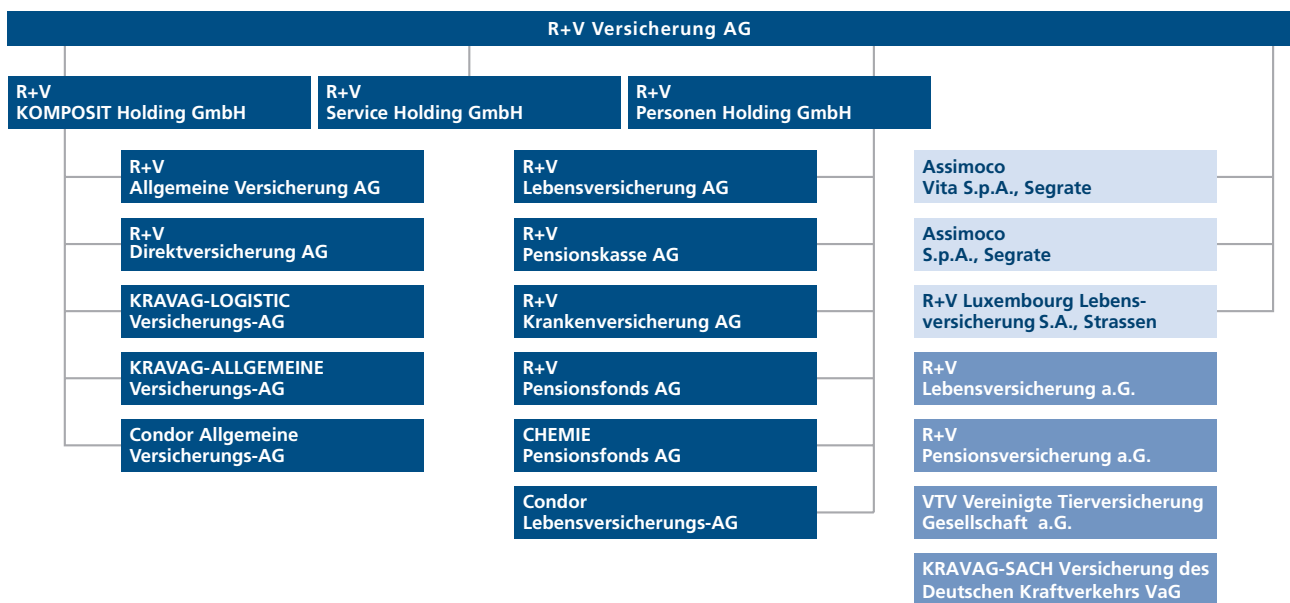 R+V Versicherung AG
R+V
KOMPOSIT Holding GmbH
R+V
Service Holding GmbH
R+V
Personen Holding GmbH
R+V
Allgemeine Versicherung AG
R+V
Direktversicherung AG
KRAVAG-LOGISTIC
Versicherungs-AG
KRAVAG-ALLGEMEINE
Versicherungs-AG
Condor Allgemeine
Versicherungs-AG
R+V
Lebensversicherung AG
R+V
Pensionskasse AG
R+V
Krankenversicherung AG
R+V
Pensionsfonds AG
CHEMIE
Pensionsfonds AG
Condor
Lebensversicherungs-AG
Assimoco
Vita S.p.A., Segrate
Assimoco
S.p.A., Segrate
R+V Luxembourg Lebens-
versicherung S.A., Strassen
R+V
Lebensversicherung a.G.
R+V
Pensionsversicherung a.G.
VTV Vereinigte Tierversicherung
Gesellschaft a.G.
KRAVAG-SACH Versicherung des
Deutschen Kraftverkehrs VaG